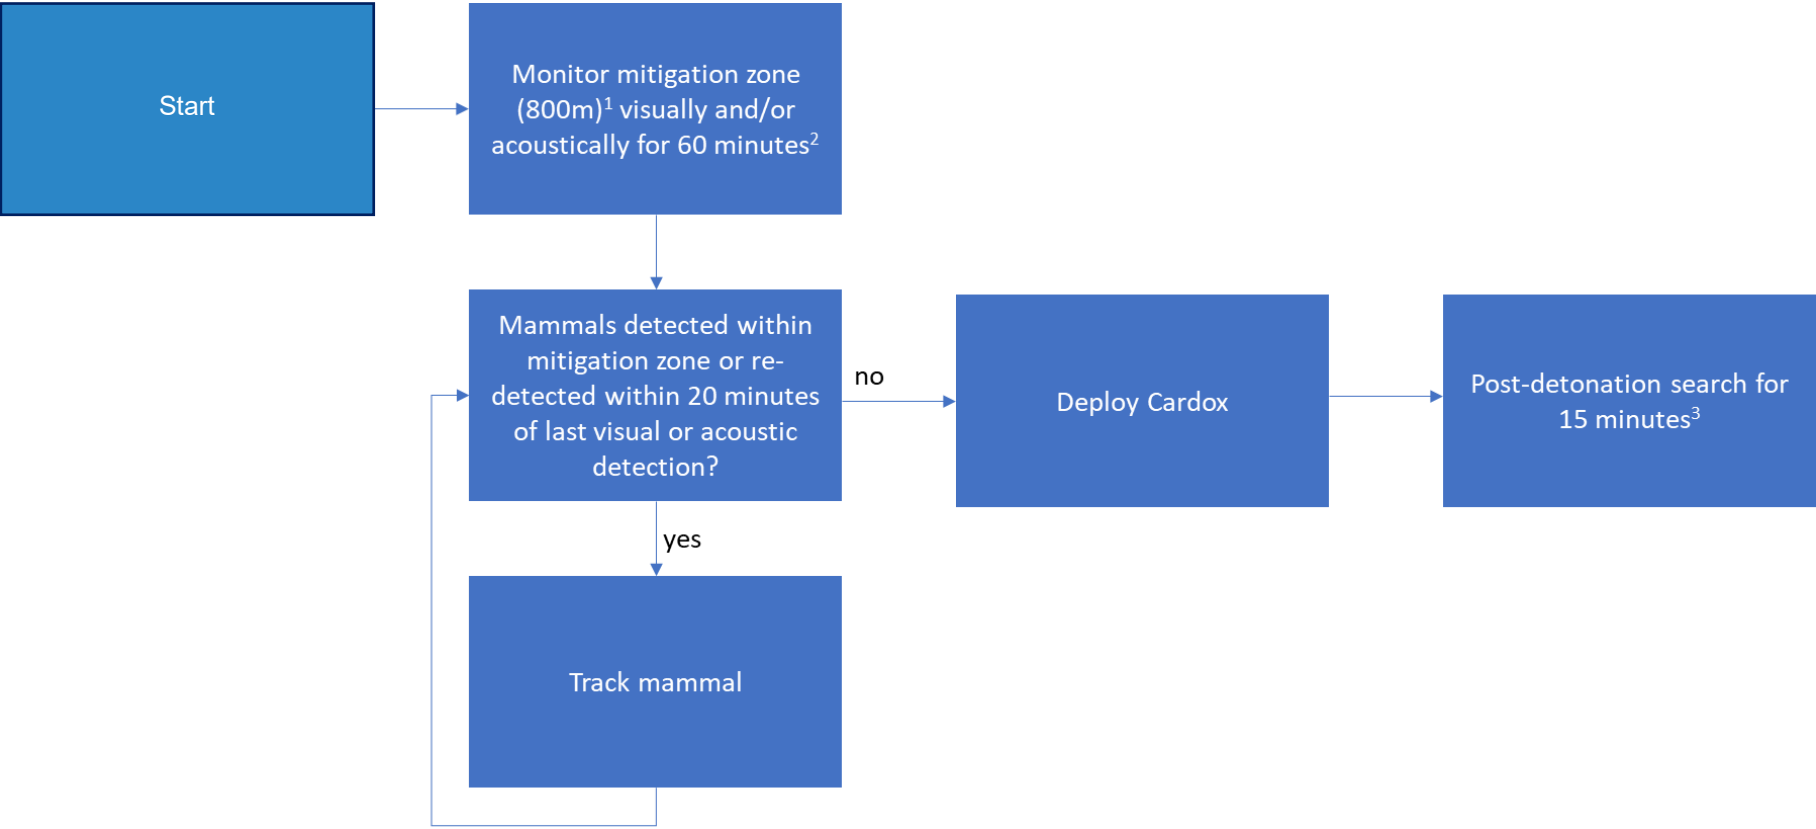 Start
Monitor mitigation zone
(800m)¹ visually and/or
acoustically for 60 minutes²
Mammals detected within
mitigation zone or re-
detected within 20 minutes
of last visual or acoustic
detection?
no
Deploy Cardox
Post-detonation search for
15 minutes³
yes
Track mammal